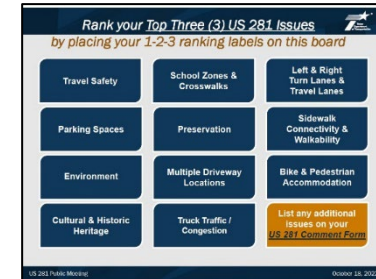 Rank your Top Three (3) US 281 Issues
by placing your 1-2-3 ranking labels on this board
Travel Safety
School Zones &
Crosswalks
Left & Right
Turn Lanes &
Travel Lanes
Parking Spaces
Preservation
Sidewalk
Connectivity &
Walkability
Environment
Multiple Driveway
Locations
Bike & Pedestrian
Accommodation
Cultural & Historic
Heritage
Truck Traffic /
Congestion
List any additional
issues on your
US 281 Comment Form
US 281 Public Meeting
October 18,